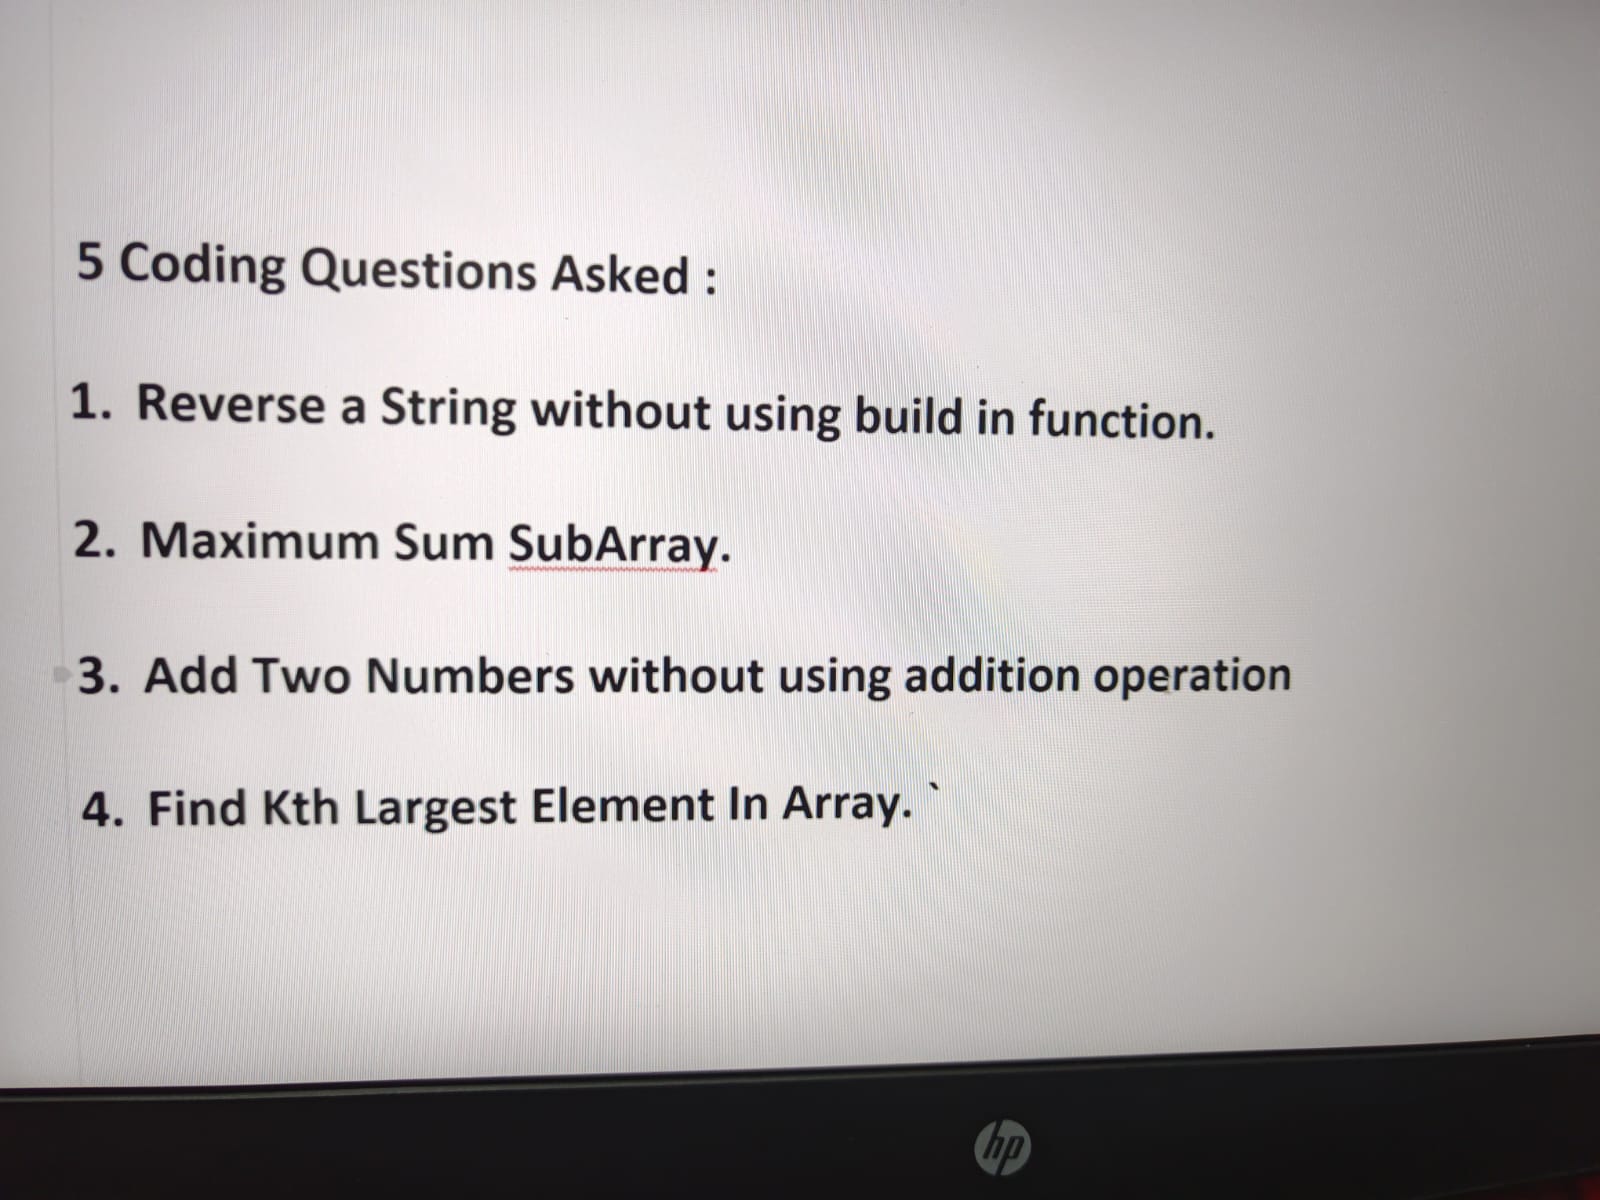 5 Coding Questions Asked :
1. Reverse a String without using build in function.
2. Maximum Sum SubArray.
3. Add Two Numbers without using addition operation
4. Find Kth Largest Element In Array. `
hp